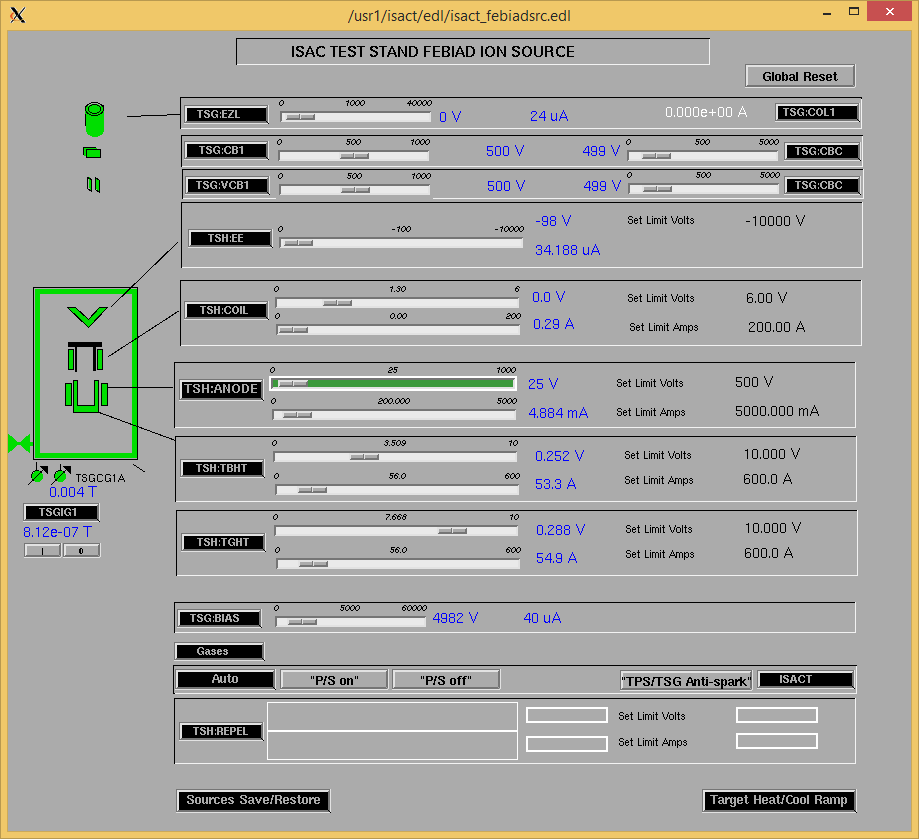 /usr1/isact/edl/isact_febiadsrc.edl
ISAC TEST STAND FEBIAD ION SOURCE
Global Reset
TSG:EZL 0 1000 40000 0 V 24 uA 0.000e+00 A TSG:COL1
TSG:CB1 0 500 1000 500 V 499 V 0 500 5000 TSG:CBC
TSG:VCB1 0 500 1000 500 V 499 V 0 500 5000 TSG:CBC
TSH:EE 0 -100 -10000 -98 V Set Limit Volts -10000 V
34.188 uA
TSH:COIL 0 1.30 6 0.0 V Set Limit Volts 6.00 V
0 0.00 200 0.29 A Set Limit Amps 200.00 A
TSH:ANODE 0 25 1000 25 V Set Limit Volts 500 V
0 200.000 5000 4.884 mA Set Limit Amps 5000.000 mA
TSH:TBHT 0 3.509 10 0.252 V Set Limit Volts 10.000 V
0 56.0 600 53.3 A Set Limit Amps 600.0 A
TSGCG1A
0.004 T
TSGIG1
8.12e-07 T
I 0
TSH:TGHT 0 7.668 10 0.288 V Set Limit Volts 10.000 V
0 56.0 600 54.9 A Set Limit Amps 600.0 A
TSG:BIAS 0 5000 60000 4982 V 40 uA
Gases
Auto "P/S on" "P/S off" "TPS/TSG Anti-spark" ISACT
TSH:REPEL Set Limit Volts
Set Limit Amps
Sources Save/Restore Target Heat/Cool Ramp